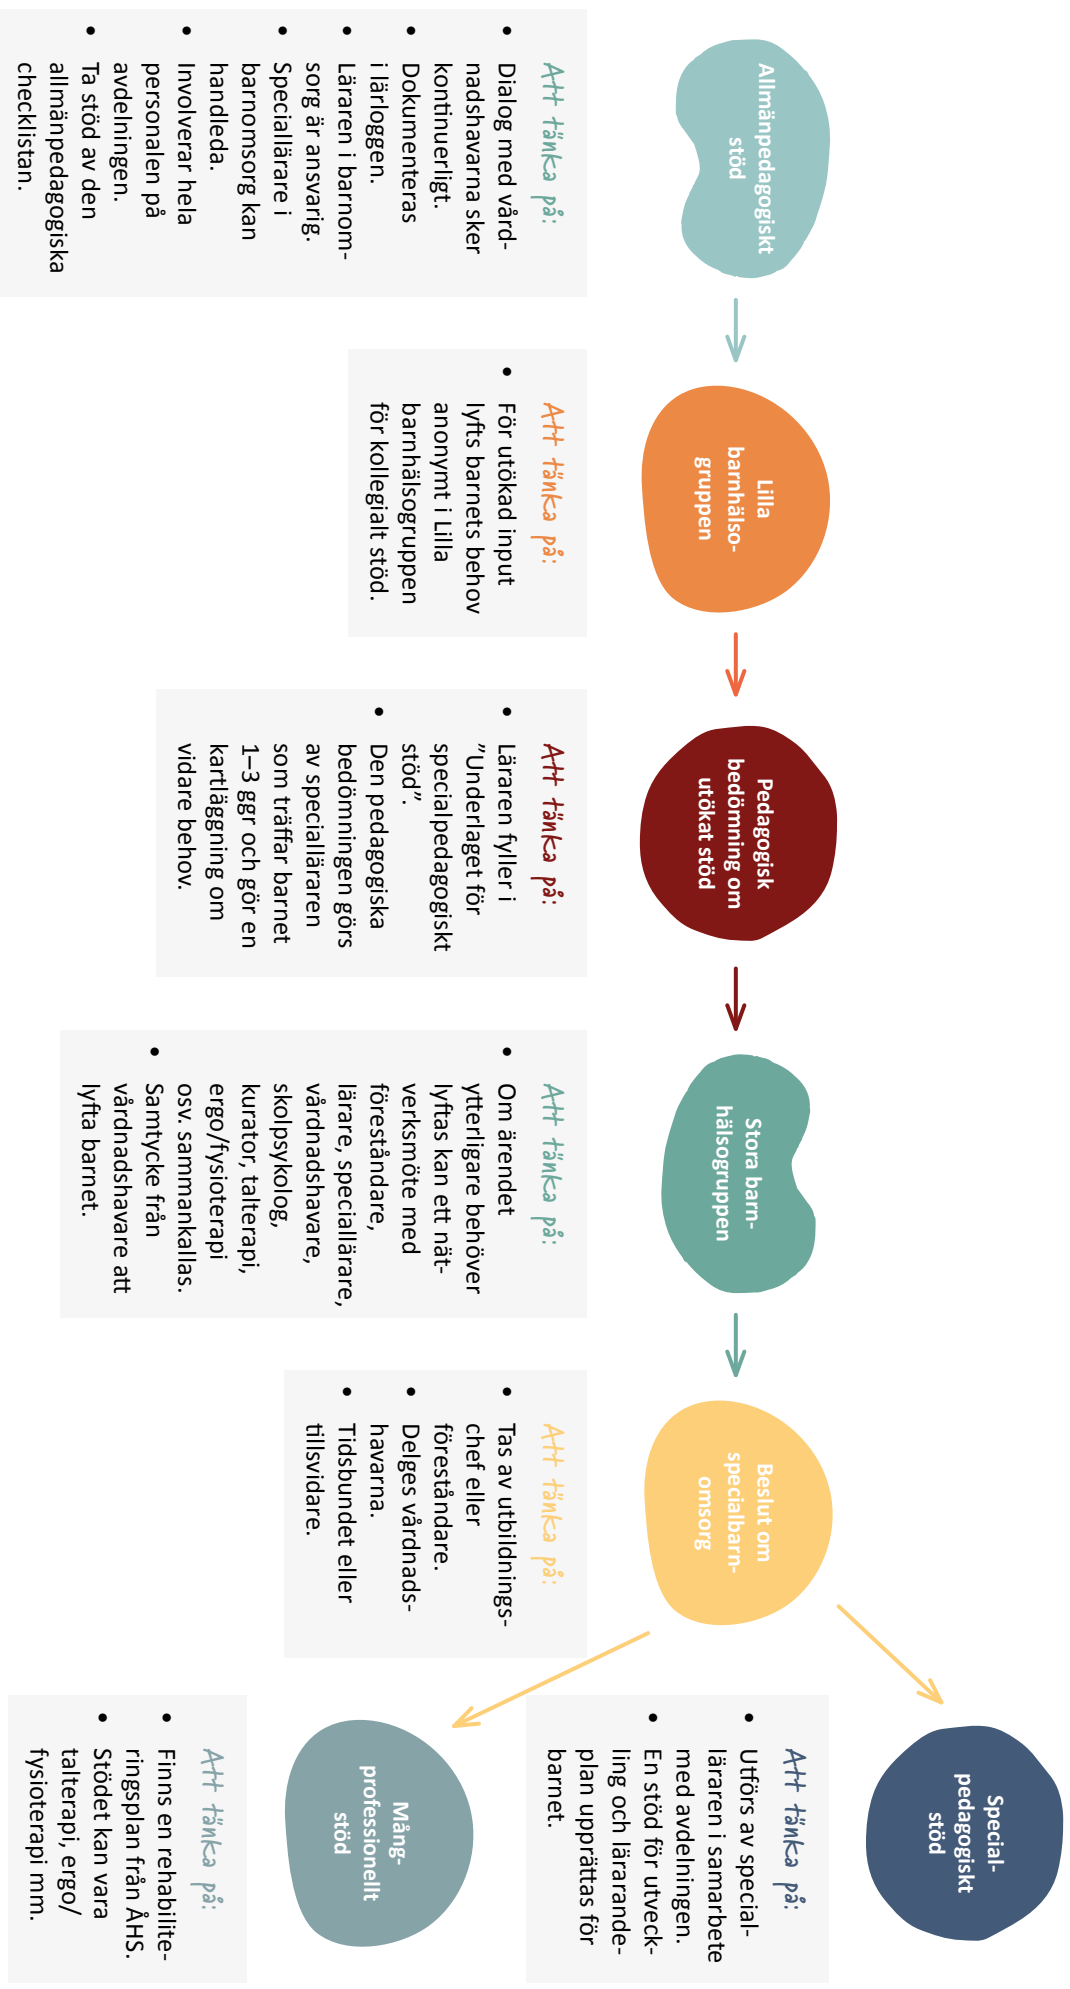 Allmänpedagogiskt
stöd
Att tänka på:
• Dialog med vård-
nadshavarna sker
kontinuerligt.
• Dokumenteras
i lärloggen.
• Läraren i barnom-
sorg är ansvarig.
• Speciallärare i
barnomsorg kan
handleda.
• Involverar hela
personalen på
avdelningen.
• Ta stöd av den
allmänpedagogiska
checklistan.
Lilla
barnhälso-
gruppen
Att tänka på:
• För utökad input
lyfts barnets behov
anonymt i Lilla
barnhälsogruppen
för kollegialt stöd.
Pedagogisk
bedömning om
utökat stöd
Att tänka på:
• Läraren fyller i
”Underlaget för
specialpedagogiskt
stöd”.
• Den pedagogiska
bedömningen görs
av specialläraren
som träffar barnet
1–3 ggr och gör en
kartläggning om
vidare behov.
Stora barn-
hälsogruppen
Att tänka på:
• Om ärendet
ytterligare behöver
lyftas kan ett nät-
verksmöte med
föreståndare,
lärare, speciallärare,
vårdnadshavare,
skolpsykolog,
kurator, talterapi,
ergo/fysioterapi
osv. sammankallas.
• Samtycke från
vårdnadshavare att
lyfta barnet.
Beslut om
specialbarn-
omsorg
Att tänka på:
• Tas av utbildnings-
chef eller
föreståndare.
• Delges vårdnads-
havarna.
• Tidsbundet eller
tillsvidare.
Special-
pedagogiskt
stöd
Att tänka på:
• Utförs av special-
läraren i samarbete
med avdelningen.
• En stöd för utveck-
ling och lärarande-
plan upprättas för
barnet.
Mång-
professionellt
stöd
Att tänka på:
• Finns en rehabilite-
ringsplan från ÅHS.
• Stödet kan vara
talterapi, ergo/
fysioterapi mm.